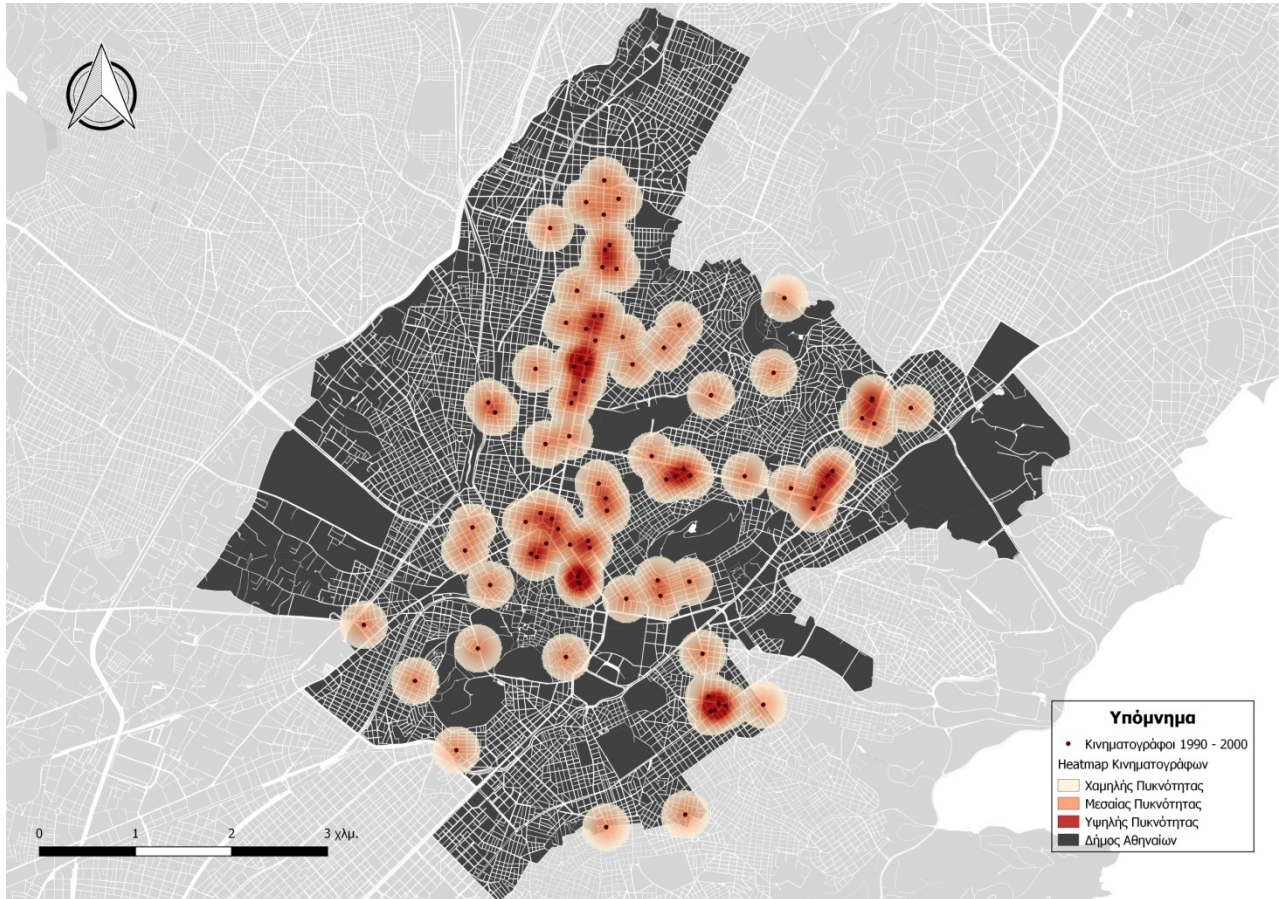 Υπόμνημα
Κινηματογράφοι 1990 - 2000
Heatmap Κινηματογράφων
Χαμηλής Πυκνότητας
Μεσαίας Πυκνότητας
Υψηλής Πυκνότητας
Δήμος Αθηναίων
0 1 2 3 χλμ.